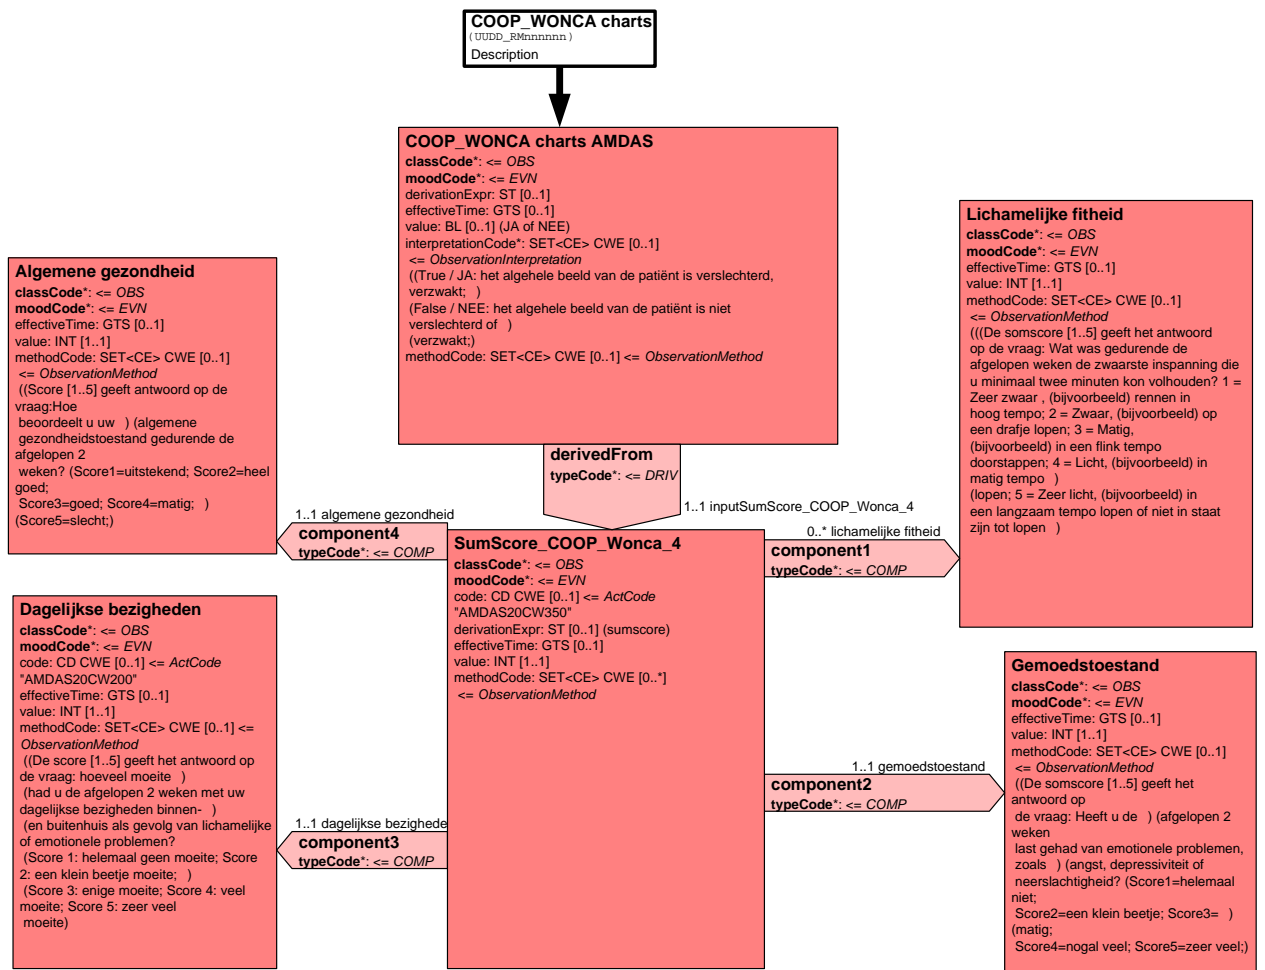 COOP_WONCA charts
(UUDD_RMnnnnnn)
Description
COOP_WONCA charts AMDAS
classCode*: <= OBS
moodCode*: <= EVN
derivationExpr: ST [0..1]
effectiveTime: GTS [0..1]
value: BL [0..1] (JA of NEE)
interpretationCode*: SET<CE> CWE [0..1]
<= ObservationInterpretation
((True / JA: het algehele beeld van de patiënt is verslechterd,
verzwakt;   )
(False / NEE: het algehele beeld van de patiënt is niet
verslechterd of   )
(verzwakt;)
methodCode: SET<CE> CWE [0..1] <= ObservationMethod
derivedFrom
typeCode*: <= DRIV
1..1 inputSumScore_COOP_Wonca_4
Algemene gezondheid
classCode*: <= OBS
moodCode*: <= EVN
effectiveTime: GTS [0..1]
value: INT [1..1]
methodCode: SET<CE> CWE [0..1]
<= ObservationMethod
((Score [1..5] geeft antwoord op de
vraag:Hoe
beoordeelt u uw   ) (algemene
gezondheidstoestand gedurende de
afgelopen 2
weken? (Score1=uitstekend; Score2=heel
goed;
Score3=goed; Score4=matig;   )
(Score5=slecht;)
1..1 algemene gezondheid
component4
typeCode*: <= COMP
SumScore_COOP_Wonca_4
classCode*: <= OBS
moodCode*: <= EVN
code: CD CWE [0..1] <= ActCode
"AMDAS20CW350"
derivationExpr: ST [0..1] (sumscore)
effectiveTime: GTS [0..1]
value: INT [1..1]
methodCode: SET<CE> CWE [0..*]
<= ObservationMethod
0..* lichamelijke fitheid
component1
typeCode*: <= COMP
Lichamelijke fitheid
classCode*: <= OBS
moodCode*: <= EVN
effectiveTime: GTS [0..1]
value: INT [1..1]
methodCode: SET<CE> CWE [0..1]
<= ObservationMethod
(((De somscore [1..5] geeft het antwoord
op de vraag: Wat was gedurende de
afgelopen weken de zwaarste inspanning die
u minimaal twee minuten kon volhouden? 1 =
Zeer zwaar , (bijvoorbeeld) rennen in
hoog tempo; 2 = Zwaar, (bijvoorbeeld) op
een drafje lopen; 3 = Matig,
(bijvoorbeeld) in een flink tempo
doorstappen; 4 = Licht, (bijvoorbeeld) in
matig tempo   )
(lopen; 5 = Zeer licht, (bijvoorbeeld) in
een langzaam tempo lopen of niet in staat
zijn tot lopen   )
Dagelijkse bezigheden
classCode*: <= OBS
moodCode*: <= EVN
code: CD CWE [0..1] <= ActCode
"AMDAS20CW200"
effectiveTime: GTS [0..1]
value: INT [1..1]
methodCode: SET<CE> CWE [0..1] <=
ObservationMethod
((De score [1..5] geeft het antwoord op
de vraag: hoeveel moeite   )
(had u de afgelopen 2 weken met uw
dagelijkse bezigheden binnen-   )
(en buitenhuis als gevolg van lichamelijke
of emotionele problemen?
(Score 1: helemaal geen moeite; Score
2: een klein beetje moeite;   )
(Score 3: enige moeite; Score 4: veel
moeite; Score 5: zeer veel
moeite)
1..1 dagelijkse bezighede
component3
typeCode*: <= COMP
1..1 gemoedstoestand
component2
typeCode*: <= COMP
Gemoedstoestand
classCode*: <= OBS
moodCode*: <= EVN
effectiveTime: GTS [0..1]
value: INT [1..1]
methodCode: SET<CE> CWE [0..1]
<= ObservationMethod
((De somscore [1..5] geeft het
antwoord op
de vraag: Heeft u de   ) (afgelopen 2
weken
last gehad van emotionele problemen,
zoals   ) (angst, depressiviteit of
neerslachtigheid? (Score1=helemaal
niet;
Score2=een klein beetje; Score3=   )
(matig;
Score4=nogal veel; Score5=zeer veel;)